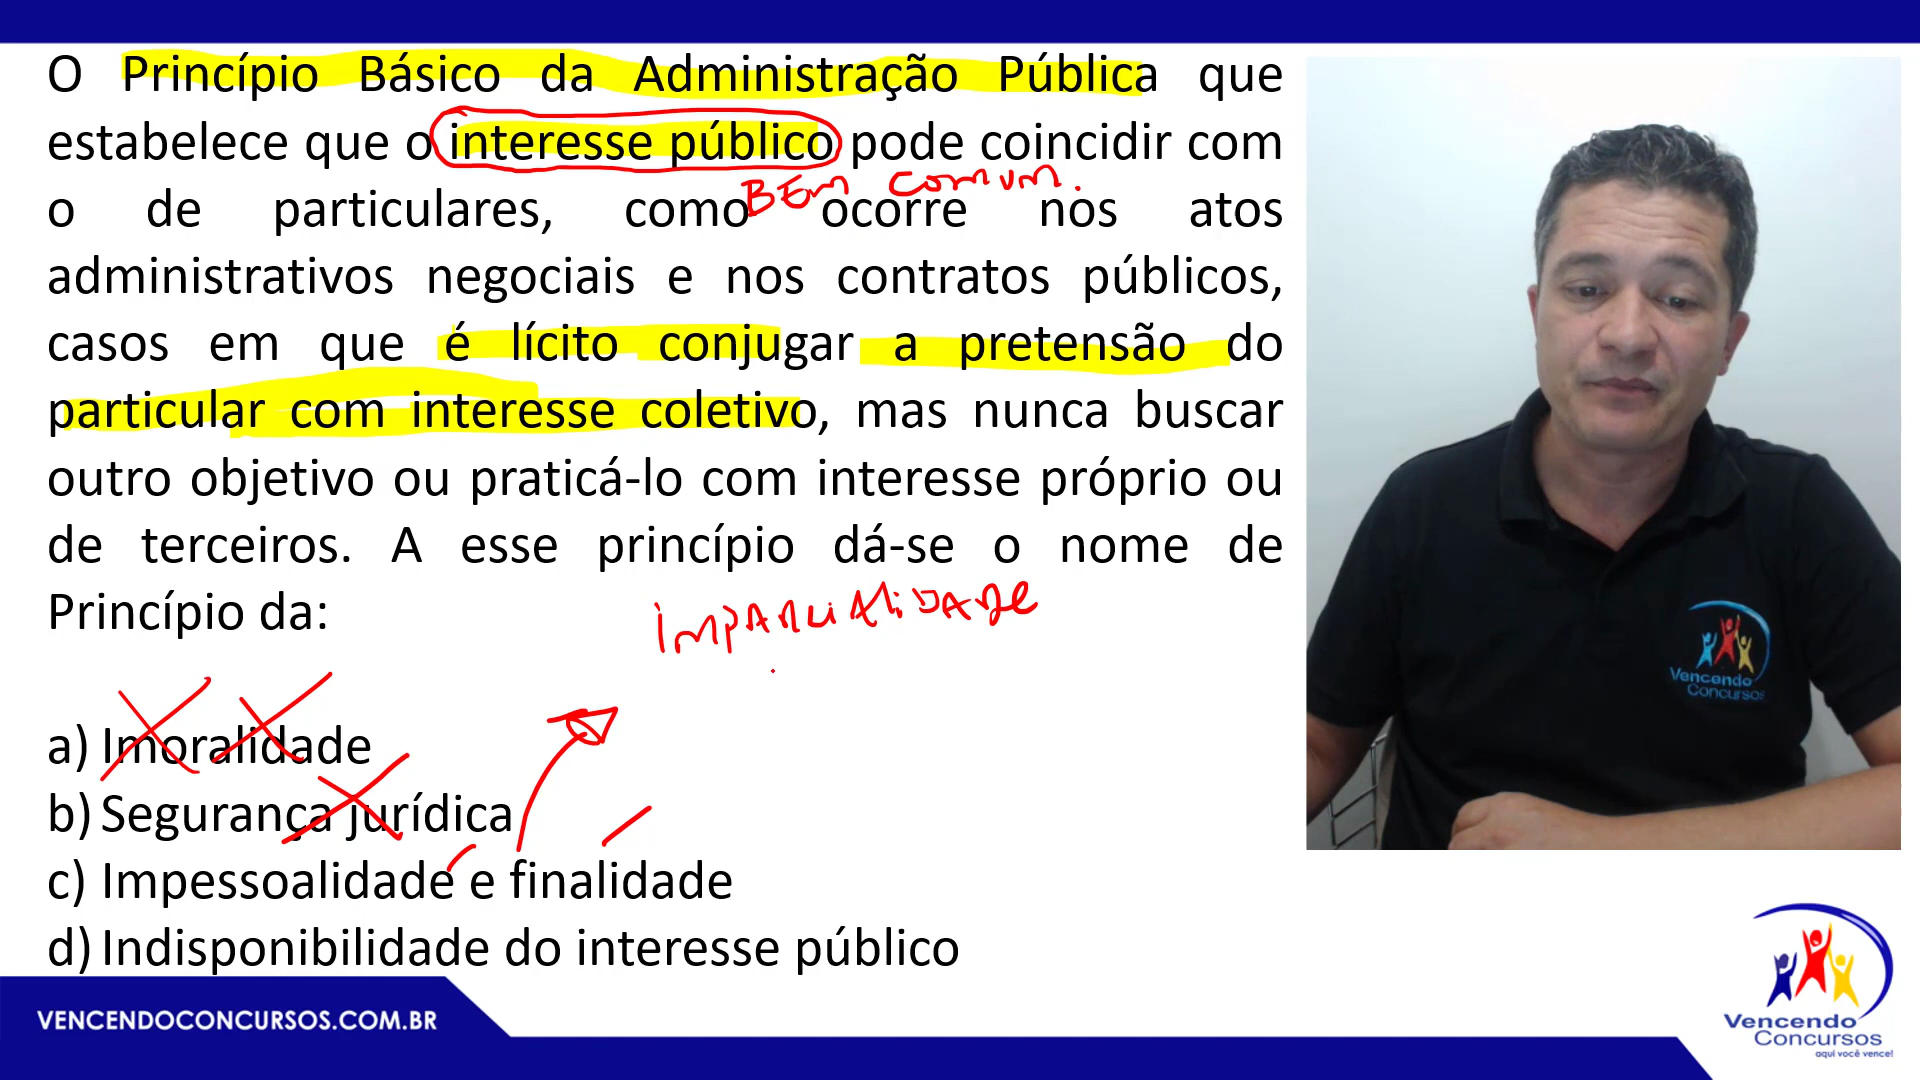 O Princípio Básico da Administração Pública que
estabelece que o interesse público pode coincidir com
BEm comum.
o de particulares, como ocorre nos atos
administrativos negociais e nos contratos públicos,
casos em que é lícito conjugar a pretensão do
particular com interesse coletivo, mas nunca buscar
outro objetivo ou praticá-lo com interesse próprio ou
de terceiros. A esse princípio dá-se o nome de
Princípio da:
imparcialidade
a) Imoralidade
b) Segurança jurídica
c) Impessoalidade e finalidade
d) Indisponibilidade do interesse público
VENCENDOCONCURSOS.COM.BR
Vencendo
Concursos
Vencendo
Concursos
aqui você vence!